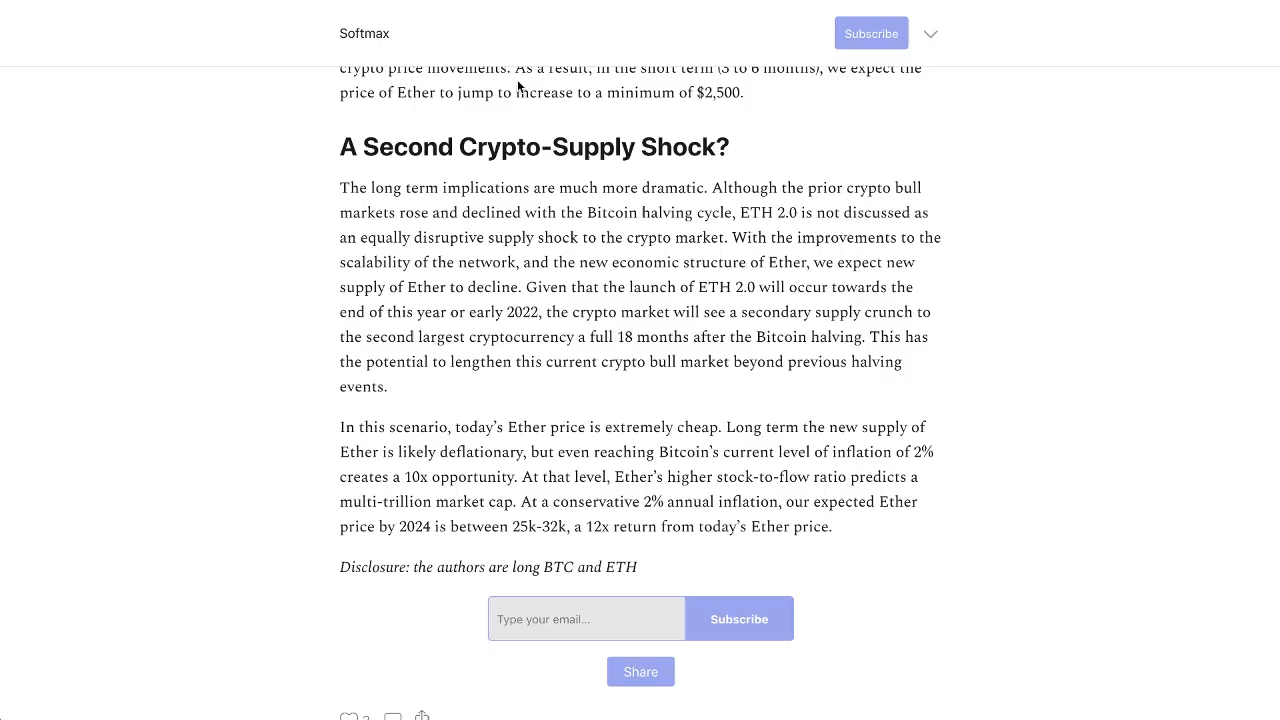 Softmax
Subscribe
crypto price movements. As a result, in the short term (3 to 6 months), we expect the
price of Ether to jump to increase to a minimum of $2,500.
A Second Crypto-Supply Shock?
The long term implications are much more dramatic. Although the prior crypto bull
markets rose and declined with the Bitcoin halving cycle, ETH 2.0 is not discussed as
an equally disruptive supply shock to the crypto market. With the improvements to the
scalability of the network, and the new economic structure of Ether, we expect new
supply of Ether to decline. Given that the launch of ETH 2.0 will occur towards the
end of this year or early 2022, the crypto market will see a secondary supply crunch to
the second largest cryptocurrency a full 18 months after the Bitcoin halving. This has
the potential to lengthen this current crypto bull market beyond previous halving
events.
In this scenario, today’s Ether price is extremely cheap. Long term the new supply of
Ether is likely deflationary, but even reaching Bitcoin’s current level of inflation of 2%
creates a 10x opportunity. At that level, Ether’s higher stock-to-flow ratio predicts a
multi-trillion market cap. At a conservative 2% annual inflation, our expected Ether
price by 2024 is between 25k-32k, a 12x return from today’s Ether price.
Disclosure: the authors are long BTC and ETH
Type your email...
Subscribe
Share